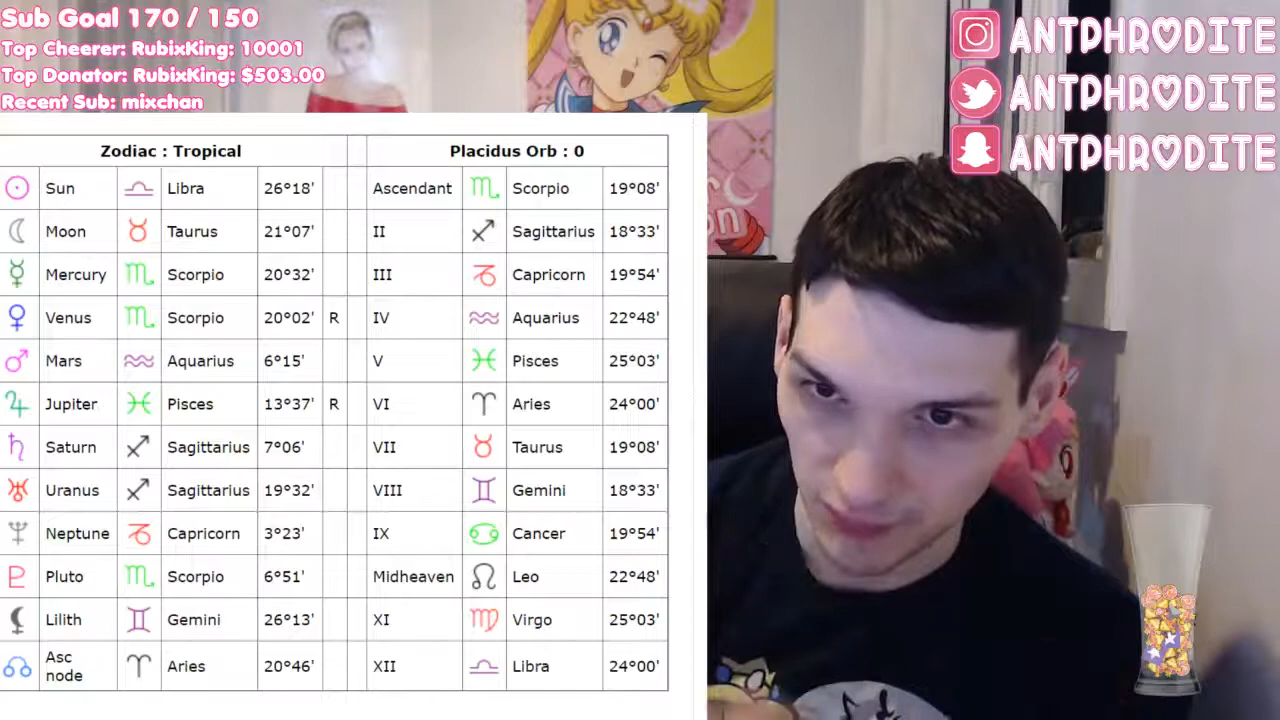 Sub Goal 170 / 150
Top Cheerer: RubixKing: 10001
Top Donator: RubixKing: $503.00
Recent Sub: mixchan
ANTPHR♡DITE
ANTPHR♡DITE
ANTPHR♡DITE
Zodiac : Tropical Placidus Orb : 0
Sun Libra 26°18' Ascendant Scorpio 19°08'
Moon Taurus 21°07' II Sagittarius 18°33'
Mercury Scorpio 20°32' III Capricorn 19°54'
Venus Scorpio 20°02' R IV Aquarius 22°48'
Mars Aquarius 6°15' V Pisces 25°03'
Jupiter Pisces 13°37' R VI Aries 24°00'
Saturn Sagittarius 7°06' VII Taurus 19°08'
Uranus Sagittarius 19°32' VIII Gemini 18°33'
Neptune Capricorn 3°23' IX Cancer 19°54'
Pluto Scorpio 6°51' Midheaven Leo 22°48'
Lilith Gemini 26°13' XI Virgo 25°03'
Asc node Aries 20°46' XII Libra 24°00'